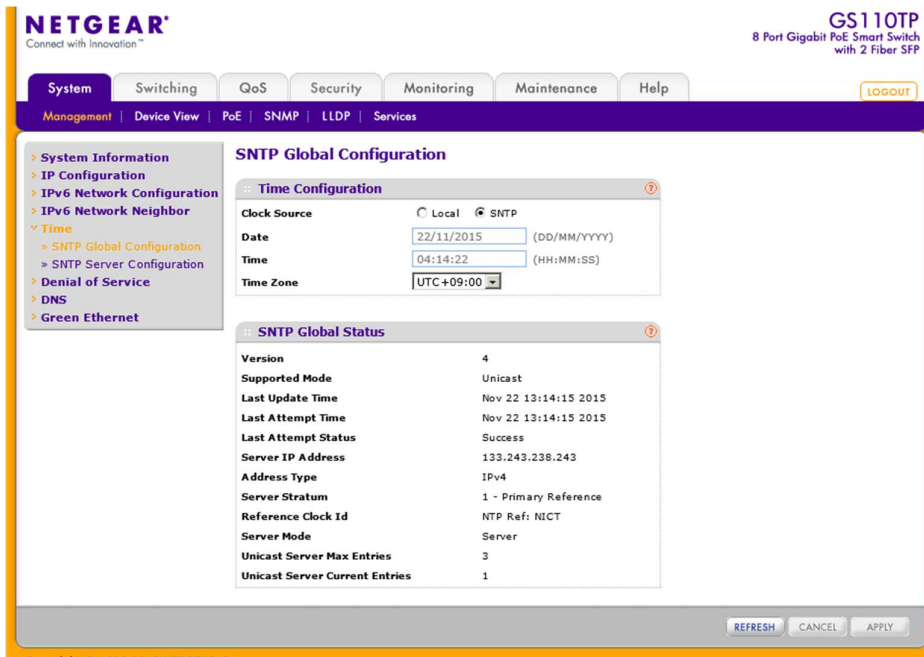 NETGEAR®
Connect with Innovation™
GS110TP
8 Port Gigabit PoE Smart Switch
with 2 Fiber SFP
System Switching QoS Security Monitoring Maintenance Help
LOGOUT
Management | Device View | PoE | SNMP | LLDP | Services
System Information
IP Configuration
IPv6 Network Configuration
IPv6 Network Neighbor
Time
» SNTP Global Configuration
» SNTP Server Configuration
Denial of Service
DNS
Green Ethernet
SNTP Global Configuration
:: Time Configuration ?
Clock Source Local SNTP
Date 22/11/2015 (DD/MM/YYYY)
Time 04:14:22 (HH:MM:SS)
Time Zone UTC+09:00
:: SNTP Global Status ?
Version 4
Supported Mode Unicast
Last Update Time Nov 22 13:14:15 2015
Last Attempt Time Nov 22 13:14:15 2015
Last Attempt Status Success
Server IP Address 133.243.238.243
Address Type IPv4
Server Stratum 1 - Primary Reference
Reference Clock Id NTP Ref: NICT
Server Mode Server
Unicast Server Max Entries 3
Unicast Server Current Entries 1
REFRESH CANCEL APPLY